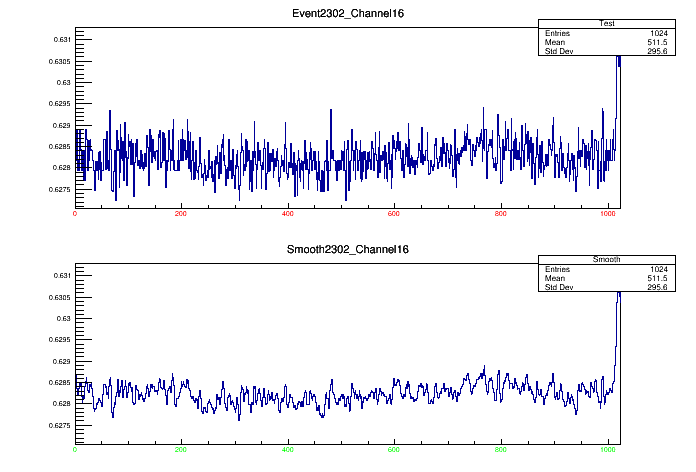 Event2302_Channel16
Test
Entries 1024
Mean 511.5
Std Dev 295.6
0.631
0.6305
0.63
0.6295
0.629
0.6285
0.628
0.6275
0 200 400 600 800 1000
Smooth2302_Channel16
Smooth
Entries 1024
Mean 511.5
Std Dev 295.6
0.631
0.6305
0.63
0.6295
0.629
0.6285
0.628
0.6275
0 200 400 600 800 1000